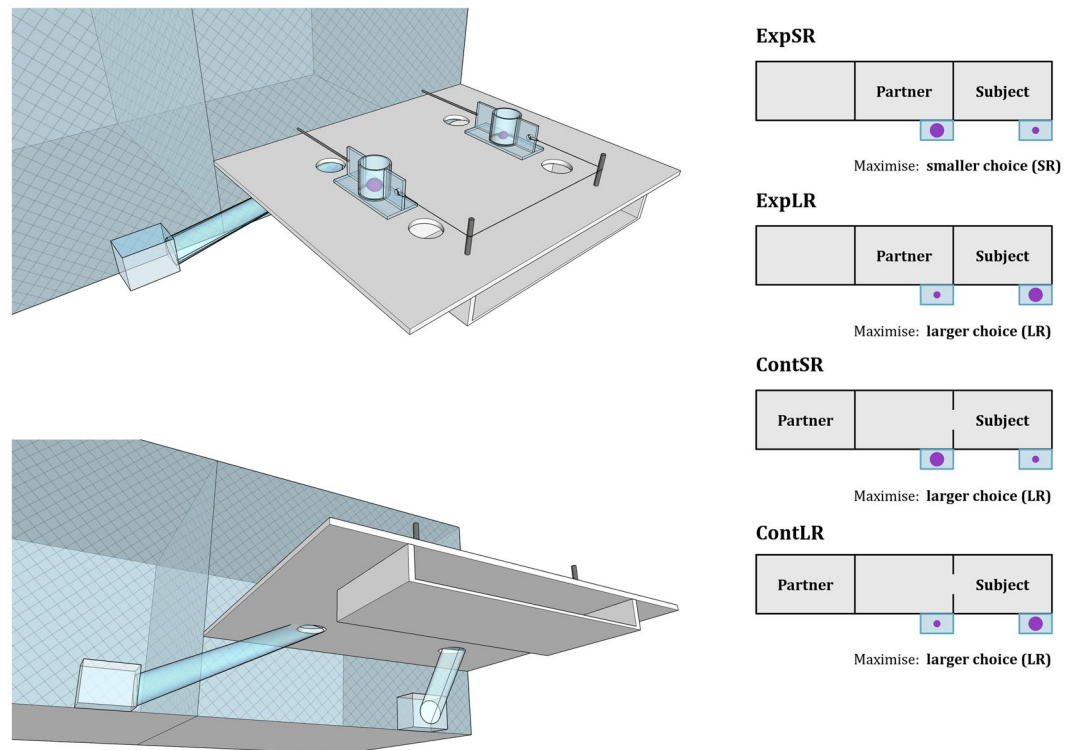 ExpSR
Partner Subject
Maximise: smaller choice (SR)
ExpLR
Partner Subject
Maximise: larger choice (LR)
ContSR
Partner Subject
Maximise: larger choice (LR)
ContLR
Partner Subject
Maximise: larger choice (LR)